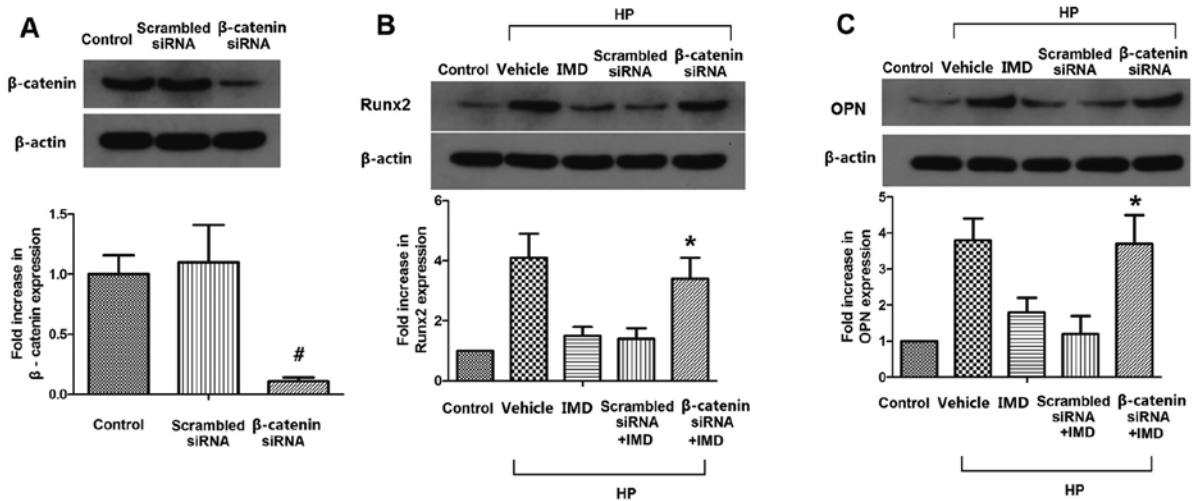 A
Control
Scrambled
siRNA
β-catenin
siRNA
β-catenin
β-actin
Fold increase in
β - catenin expression
1.5
1.0
0.5
0.0
#
Control
Scrambled
siRNA
β-catenin
siRNA
B
HP
Control
Vehicle
IMD
Scrambled
siRNA
β-catenin
siRNA
Runx2
β-actin
Fold increase in
Runx2 expression
6
4
2
0
*
Control
Vehicle
IMD
Scrambled
siRNA
+IMD
β-catenin
siRNA
+IMD
HP
C
HP
Control
Vehicle
IMD
Scrambled
siRNA
β-catenin
siRNA
OPN
β-actin
Fold increase in
OPN expression
5
4
3
2
1
0
*
Control
Vehicle
IMD
Scrambled
siRNA
+IMD
β-catenin
siRNA
+IMD
HP